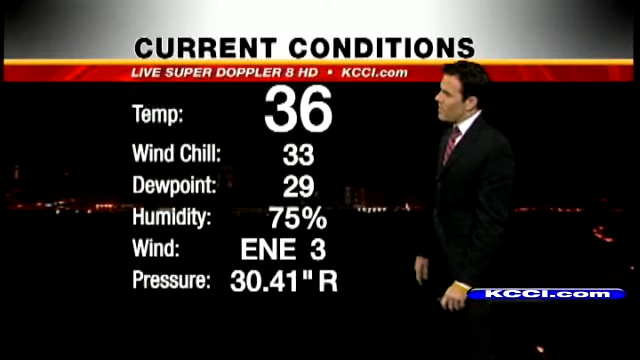 CURRENT CONDITIONS
LIVE SUPER DOPPLER 8 HD • KCCI.com
Temp: 36
Wind Chill: 33
Dewpoint: 29
Humidity: 75%
Wind: ENE 3
Pressure: 30.41" R
KCCI.com